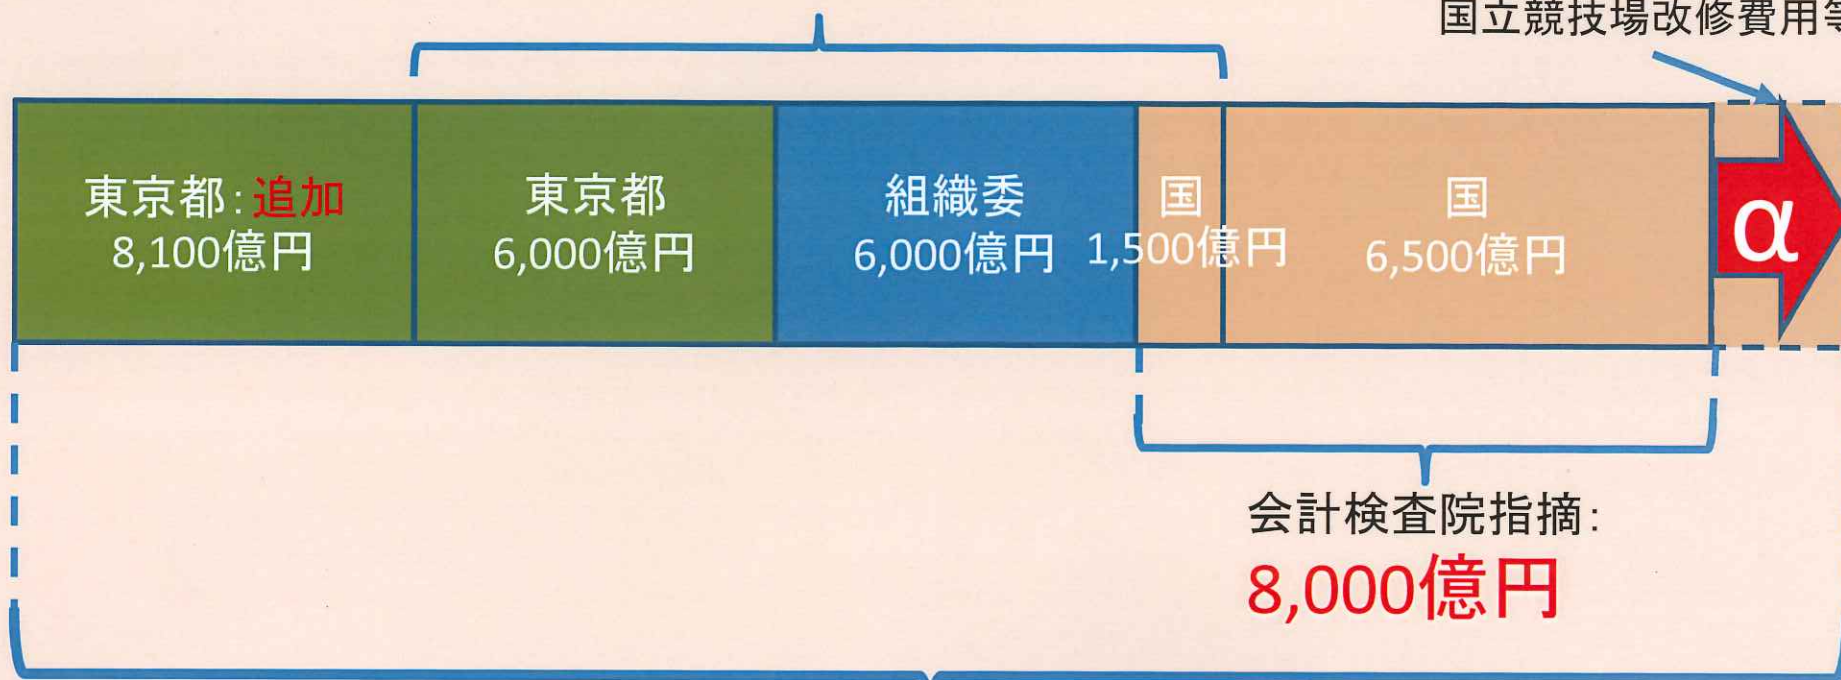 国立競技場改修費用等
東京都:追加
8,100億円
東京都
6,000億円
組織委
6,000億円
国
1,500億円
国
6,500億円
α
会計検査院指摘:
8,000億円